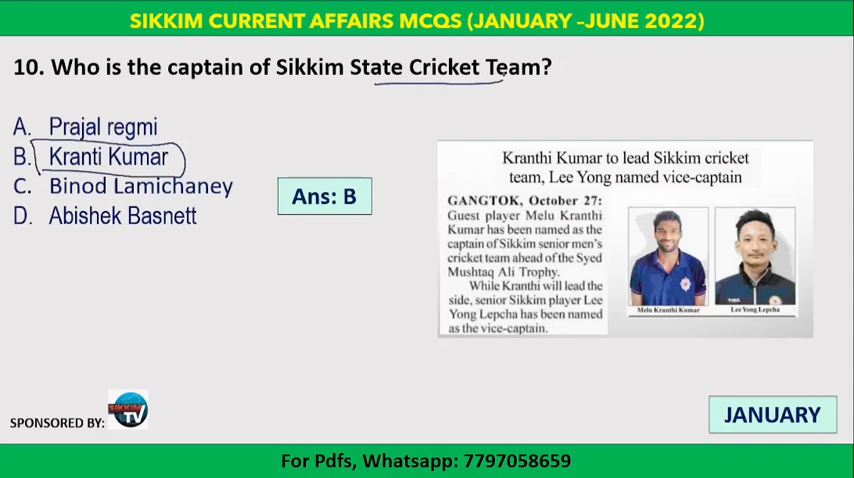 SIKKIM CURRENT AFFAIRS MCQS (JANUARY –JUNE 2022)
10. Who is the captain of Sikkim State Cricket Team?
A. Prajal regmi
B. Kranti Kumar
C. Binod Lamichaney
D. Abishek Basnett
Ans: B
Kranthi Kumar to lead Sikkim cricket
team, Lee Yong named vice-captain
GANGTOK, October 27:
Guest player Melu Kranthi
Kumar has been named as the
captain of Sikkim senior men's
cricket team ahead of the Syed
Mushtaq Ali Trophy.
While Kranthi will lead the
side, senior Sikkim player Lee
Yong Lepcha has been named
as the vice-captain.
Melu Kranthi Kumar
Lee Yong Lepcha
SPONSORED BY:
SIKKIM
TV
JANUARY
For Pdfs, Whatsapp: 7797058659